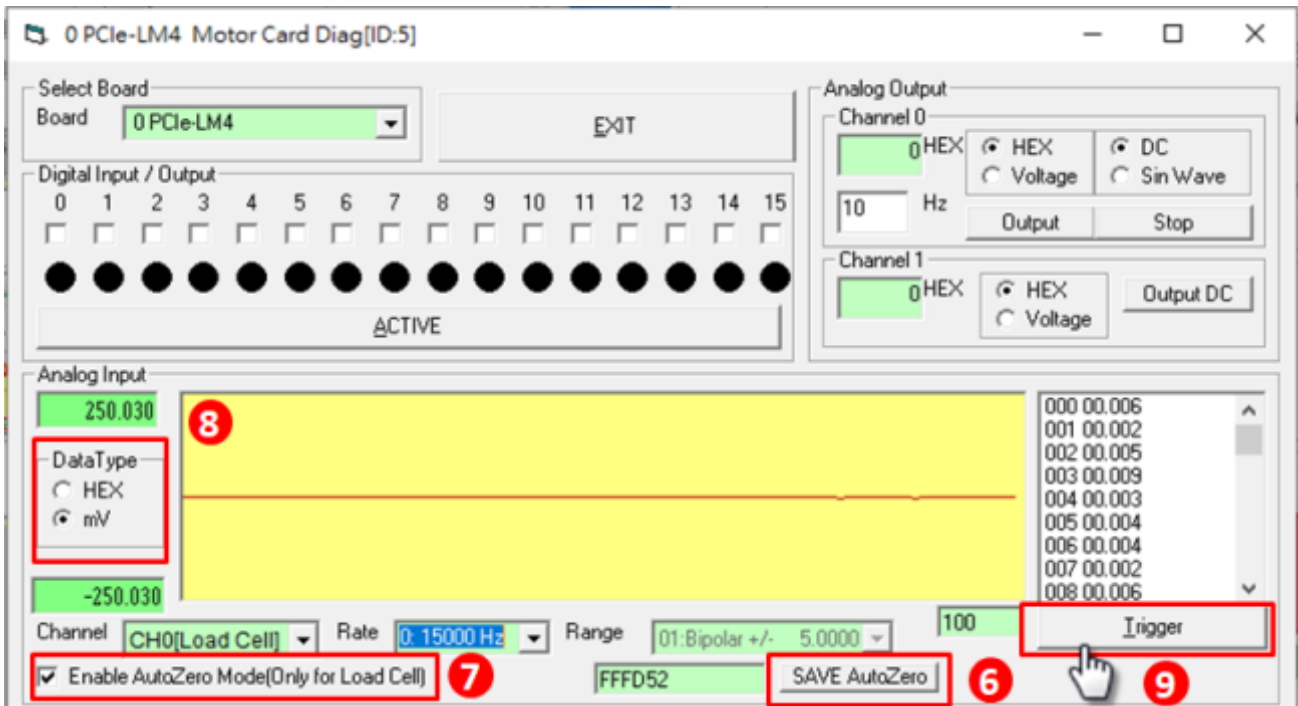 0 PCIe-LM4 Motor Card Diag[ID:5]
Select Board
Board 0 PCIe-LM4
EXIT
Digital Input / Output
0 1 2 3 4 5 6 7 8 9 10 11 12 13 14 15
ACTIVE
Analog Output
Channel 0
0 HEX
HEX
Voltage
DC
Sin Wave
10 Hz
Output
Stop
Channel 1
0 HEX
HEX
Voltage
Output DC
Analog Input
250.030
8
DataType
HEX
mV
-250.030
000 00.006
001 00.002
002 00.005
003 00.009
004 00.003
005 00.004
006 00.004
007 00.002
008 00.006
Channel CH0[Load Cell] Rate 0: 15000 Hz Range 01:Bipolar +/- 5.0000
100
Trigger
Enable AutoZero Mode(Only for Load Cell)
7
FFFD52
SAVE AutoZero
6
9